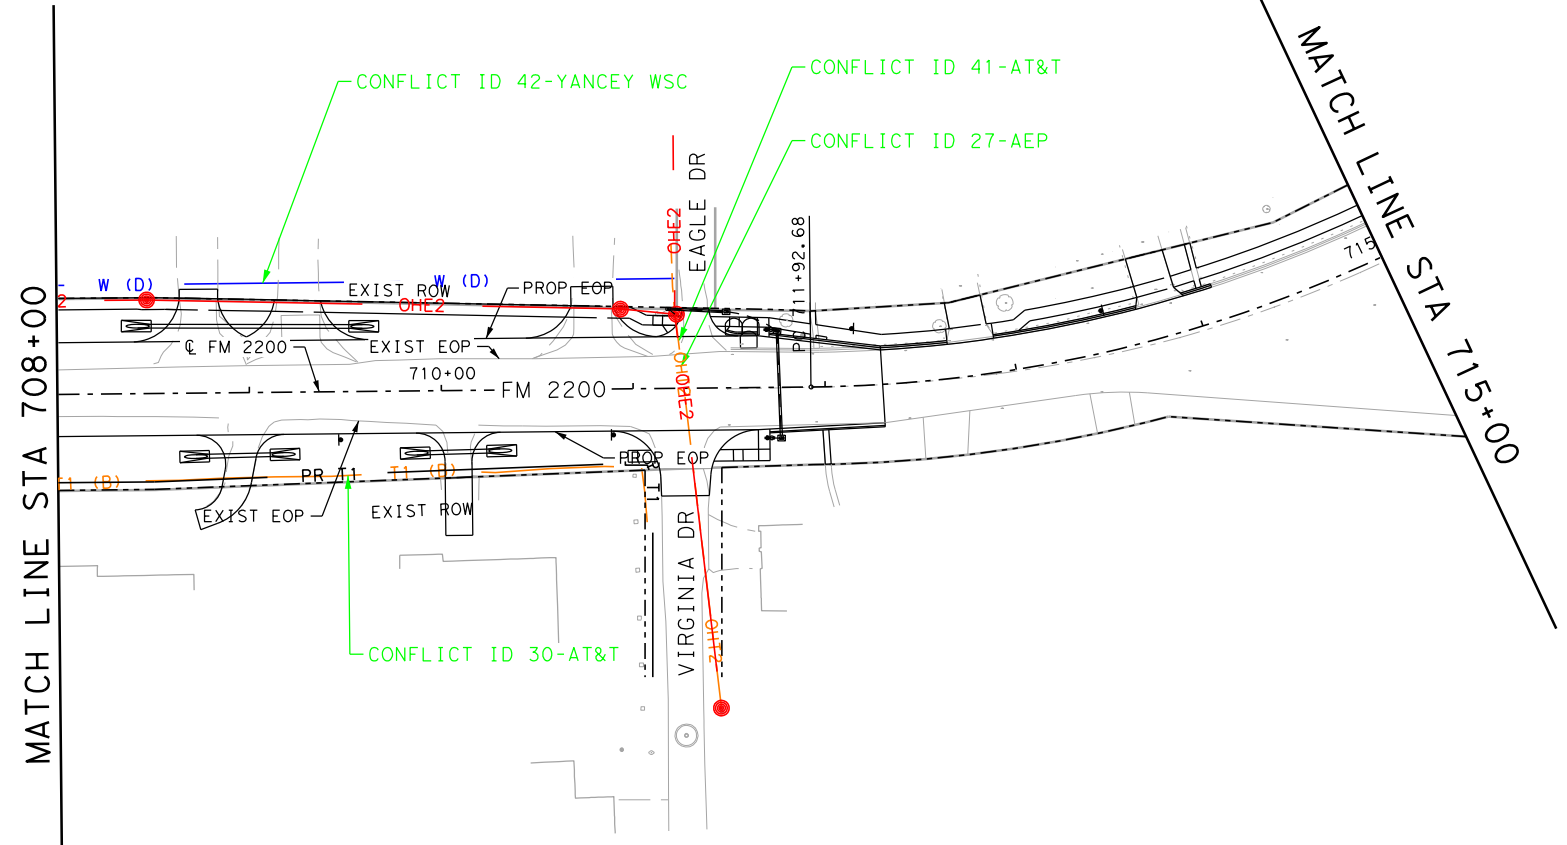 MATCH LINE STA 708+00
MATCH LINE STA 715+00
CONFLICT ID 42-YANCEY WSC
CONFLICT ID 41-AT&T
CONFLICT ID 27-AEP
EAGLE DR
OHE2
PC 711+92.68
715
W (D)
W (D)
EXIST ROW
PROP EOP
2
OHE2
℄ FM 2200
EXIST EOP
710+00
FM 2200
OHE2
PROP EOP
T1 (B)
PR T1
T1 (B)
T1
EXIST EOP
EXIST ROW
VIRGINIA DR
OHT2
CONFLICT ID 30-AT&T